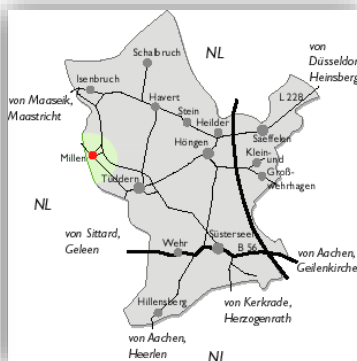 NL
von
Düsseldorf
Heinsberg
Schalbruch
Isenbruch
L 228
von Maaseik,
Maastricht
Havert
Stein
Heilder
Saeffelen
Höngen
Millen
Klein-
und
Groß-
wehrhagen
Tüddern
NL
von Sittard,
Geleen
Süsterseel
Wehr
B 56
von Aachen,
Geilenkirche
Hillensberg
von Kerkrade,
Herzogenrath
von Aachen,
Heerlen
NL